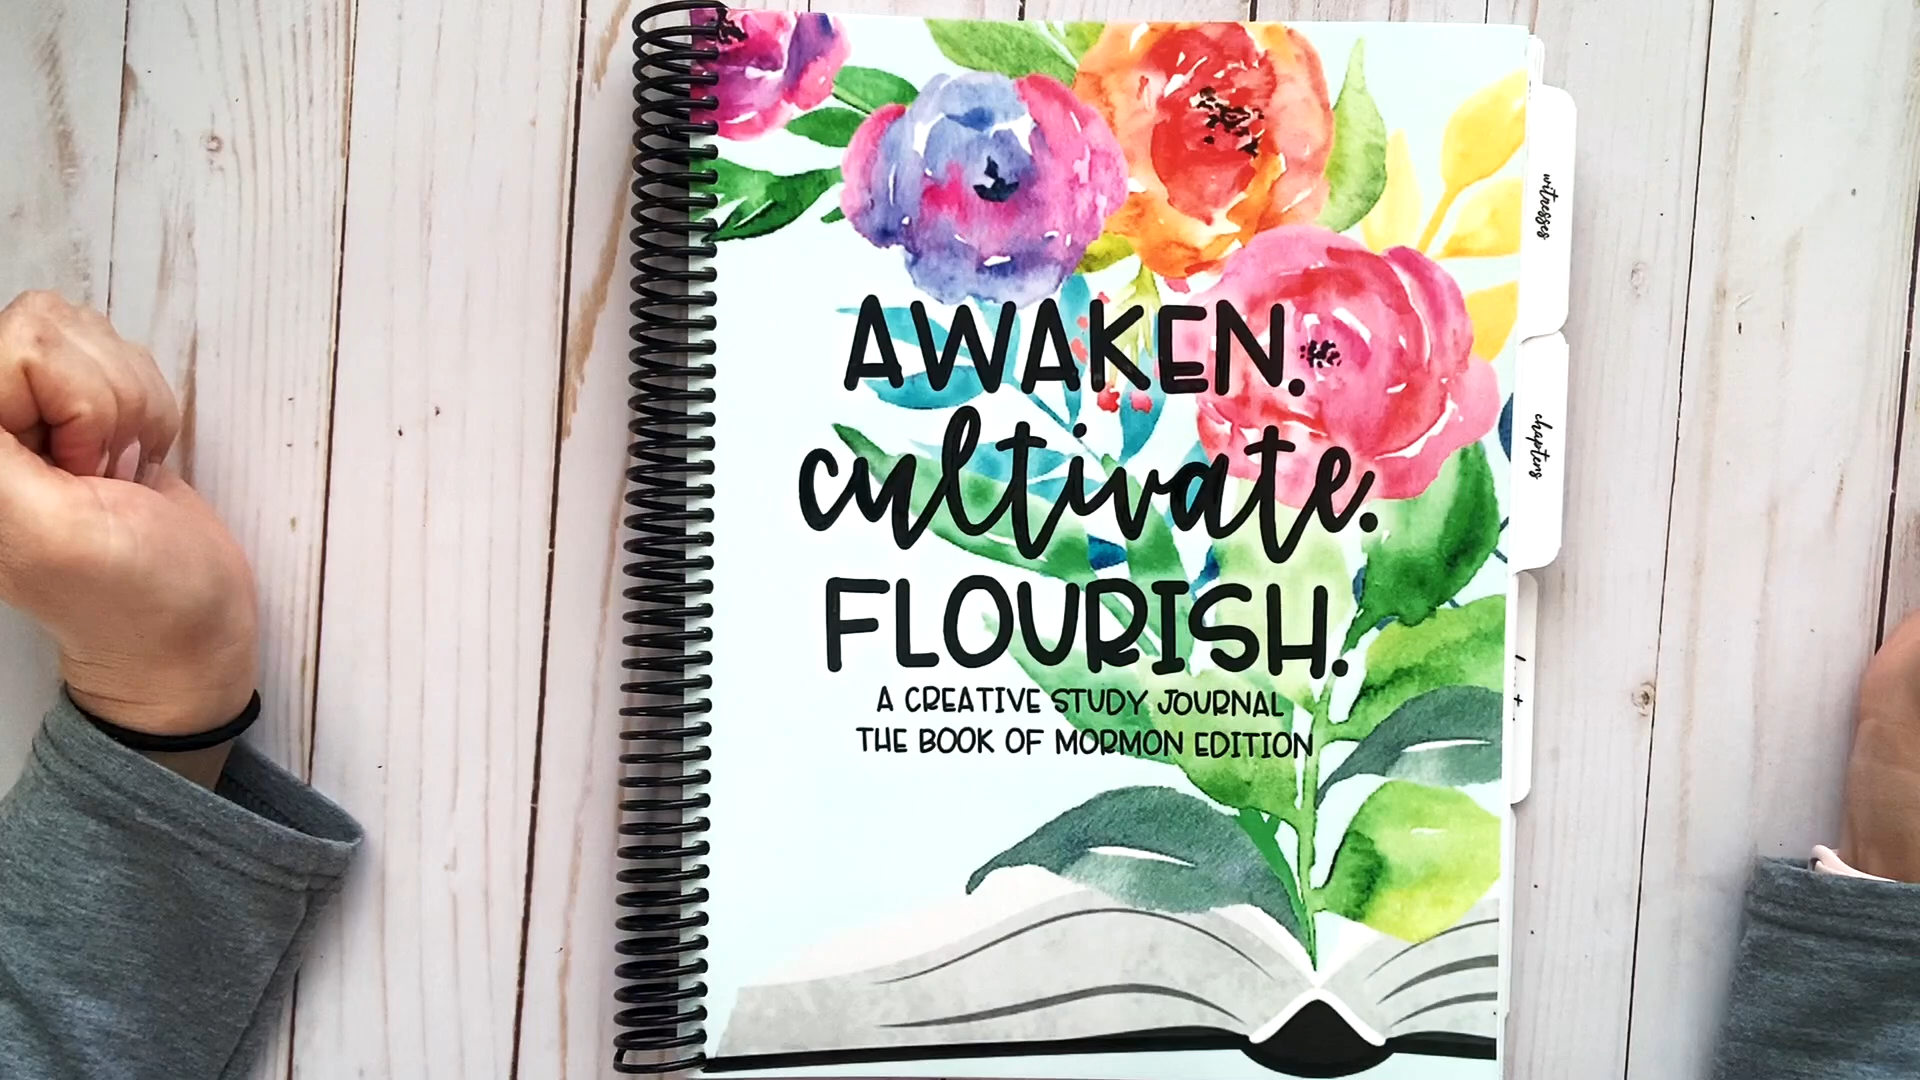 AWAKEN.
cultivate.
FLOURISH.
A CREATIVE STUDY JOURNAL
THE BOOK OF MORMON EDITION
witnesses
chapters